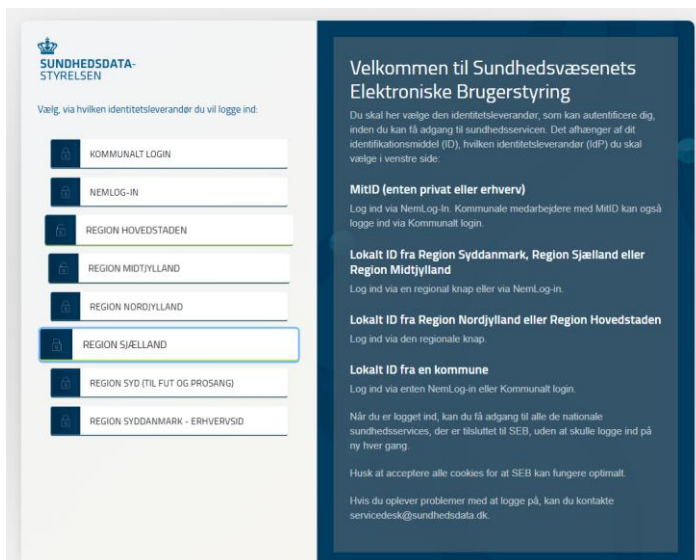 SUNDHEDSDATA-
STYRELSEN
Vælg, via hvilken identitetsleverandør du vil logge ind:
KOMMUNALT LOGIN
NEMLOG-IN
REGION HOVEDSTADEN
REGION MIDTJYLLAND
REGION NORDJYLLAND
REGION SJÆLLAND
REGION SYD (TIL FUT OG PROSANG)
REGION SYDDANMARK - ERHVERVSID
Velkommen til Sundhedsvæsenets
Elektroniske Brugerstyring
Du skal her vælge den identitetsleverandør, som kan autentificere dig,
inden du kan få adgang til sundhedsservicen. Det afhænger af dit
identifikationsmiddel (ID), hvilken identitetsleverandør (IdP) du skal
vælge i venstre side:
MitID (enten privat eller erhverv)
Log ind via NemLog-In. Kommunale medarbejdere med MitID kan også
logge ind via Kommunalt login.
Lokalt ID fra Region Syddanmark, Region Sjælland eller
Region Midtjylland
Log ind via en regional knap eller via NemLog-in.
Lokalt ID fra Region Nordjylland eller Region Hovedstaden
Log ind via den regionale knap.
Lokalt ID fra en kommune
Log ind via enten NemLog-in eller Kommunalt login.
Når du er logget ind, kan du få adgang til alle de nationale
sundhedsservices, der er tilsluttet til SEB, uden at skulle logge ind på
ny hver gang.
Husk at acceptere alle cookies for at SEB kan fungere optimalt.
Hvis du oplever problemer med at logge på, kan du kontakte
servicedesk@sundhedsdata.dk.